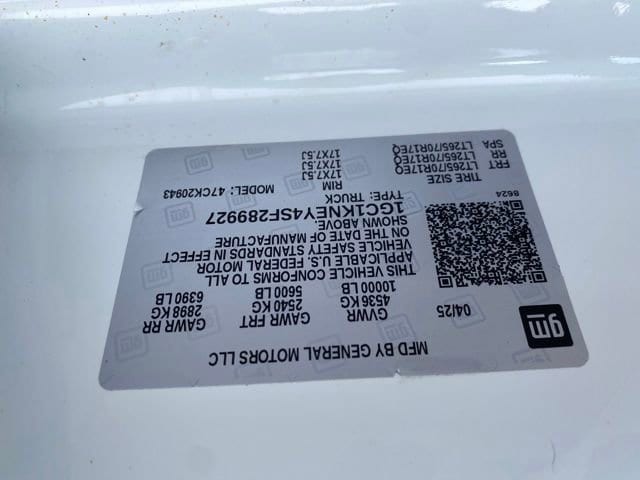 MFD BY GENERAL MOTORS LLC
gm
04/25
GVWR
4536 KG
10000 LB
GAWR FRT
2540 KG
5600 LB
GAWR RR
2898 KG
6390 LB
THIS VEHICLE CONFORMS TO ALL
APPLICABLE U.S. FEDERAL MOTOR
VEHICLE SAFETY STANDARDS IN EFFECT
ON THE DATE OF MANUFACTURE
SHOWN ABOVE.
1GC1KNEY4SF289927
TYPE: TRUCK
MODEL: 47CK20943
8624
TIRE SIZE
RIM
FRT LT265/70R17EQ 17X7.5J
RR LT265/70R17EQ 17X7.5J
SPA LT265/70R17EQ 17X7.5J